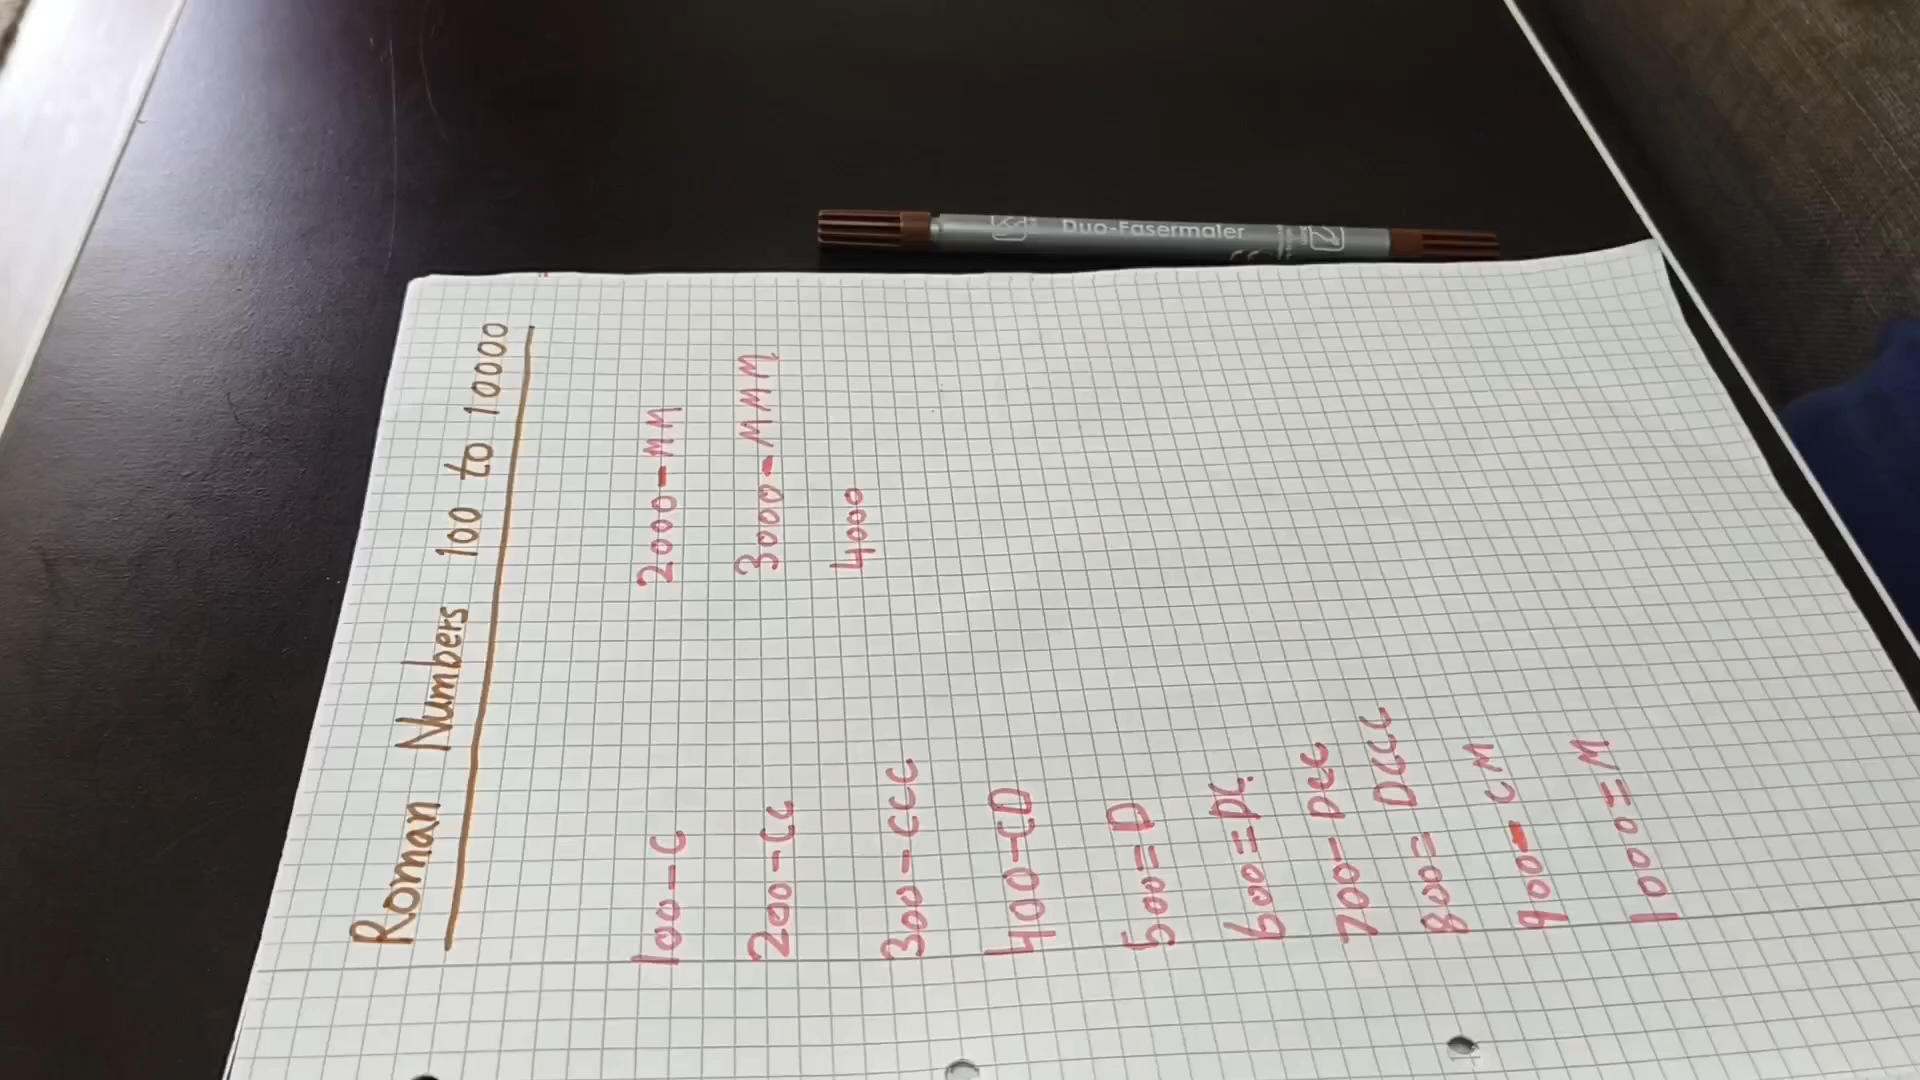 Roman Numbers 100 to 10000
100-C
200-CC
300-CCC
400-CD
500=D
600=DC
700-DCC
800=DCCC
900-CM
1000=M
2000-MM
3000-MMM
4000
Duo-Fasermaler